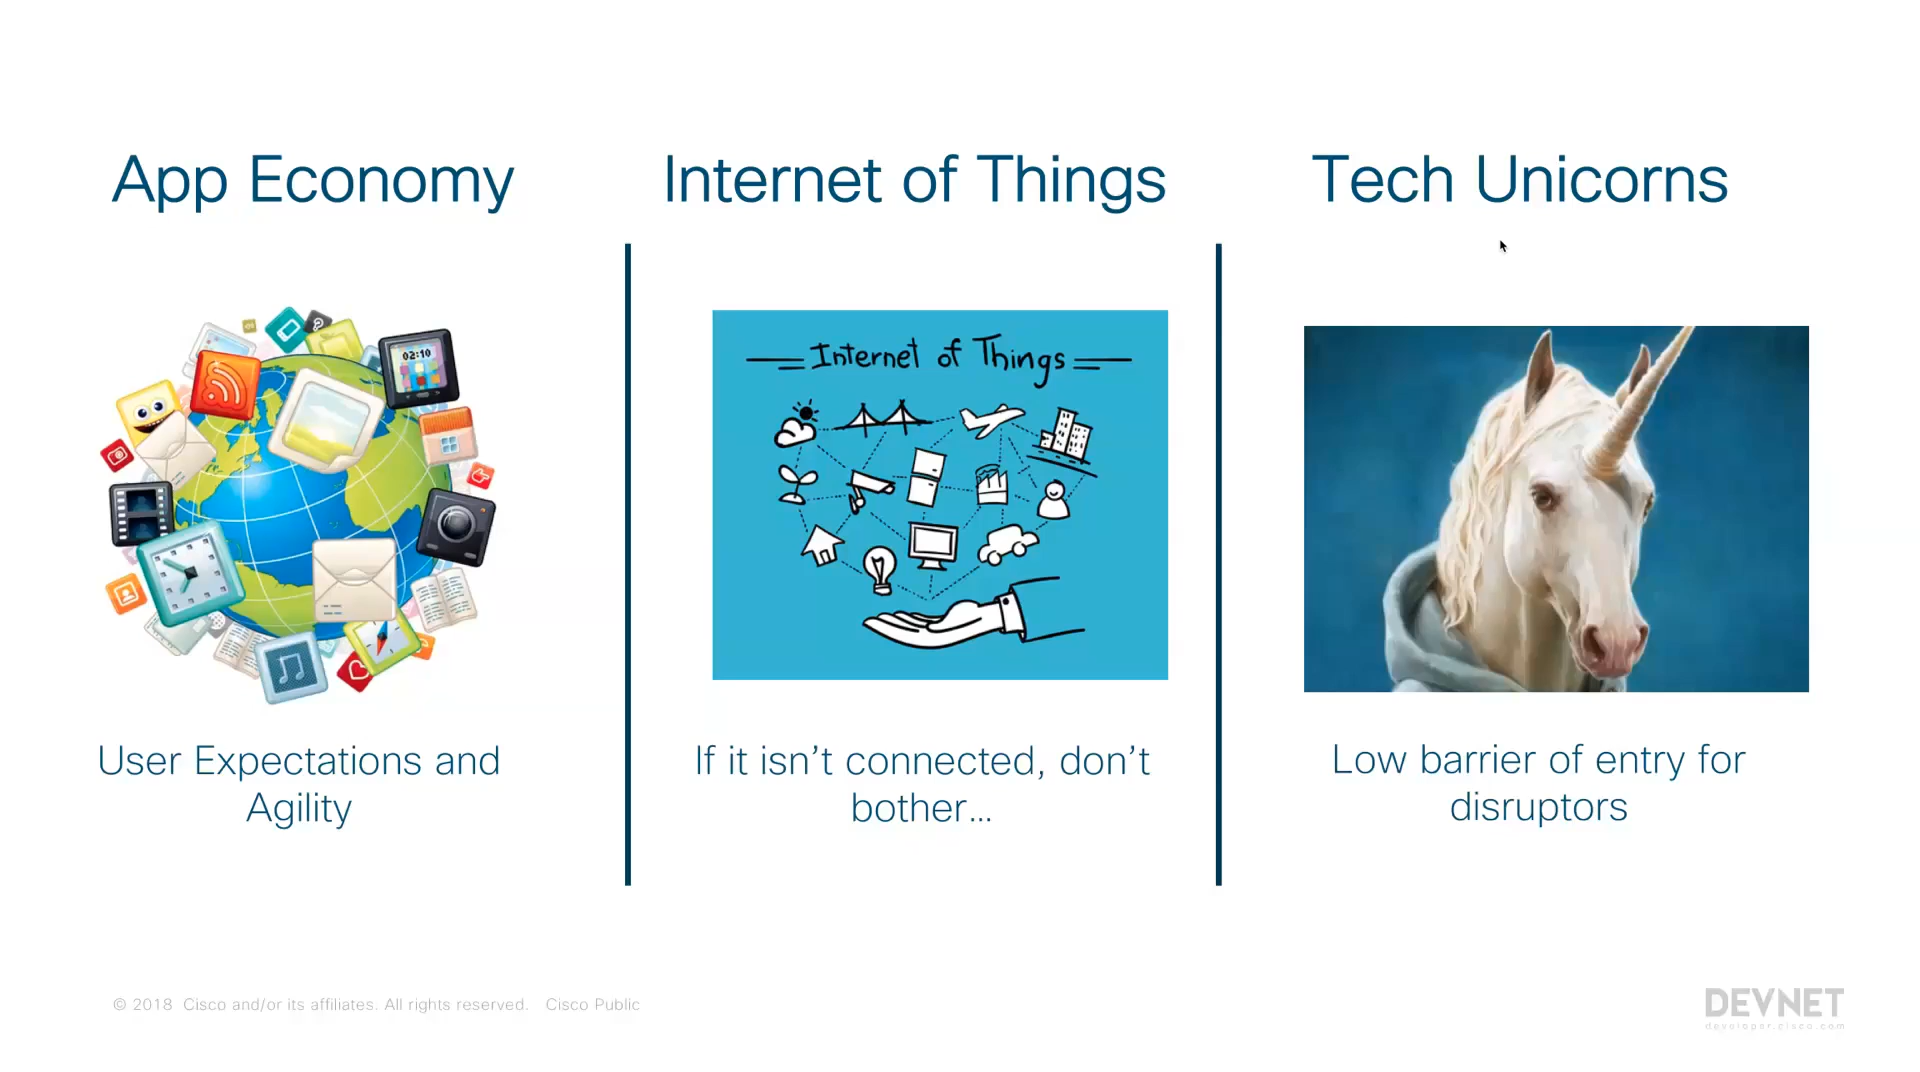 App Economy
Internet of Things
Tech Unicorns
02:10
?
Internet of Things
User Expectations and
Agility
If it isn’t connected, don’t
bother...
Low barrier of entry for
disruptors
© 2018 Cisco and/or its affiliates. All rights reserved. Cisco Public
DEVNET
developer.cisco.com